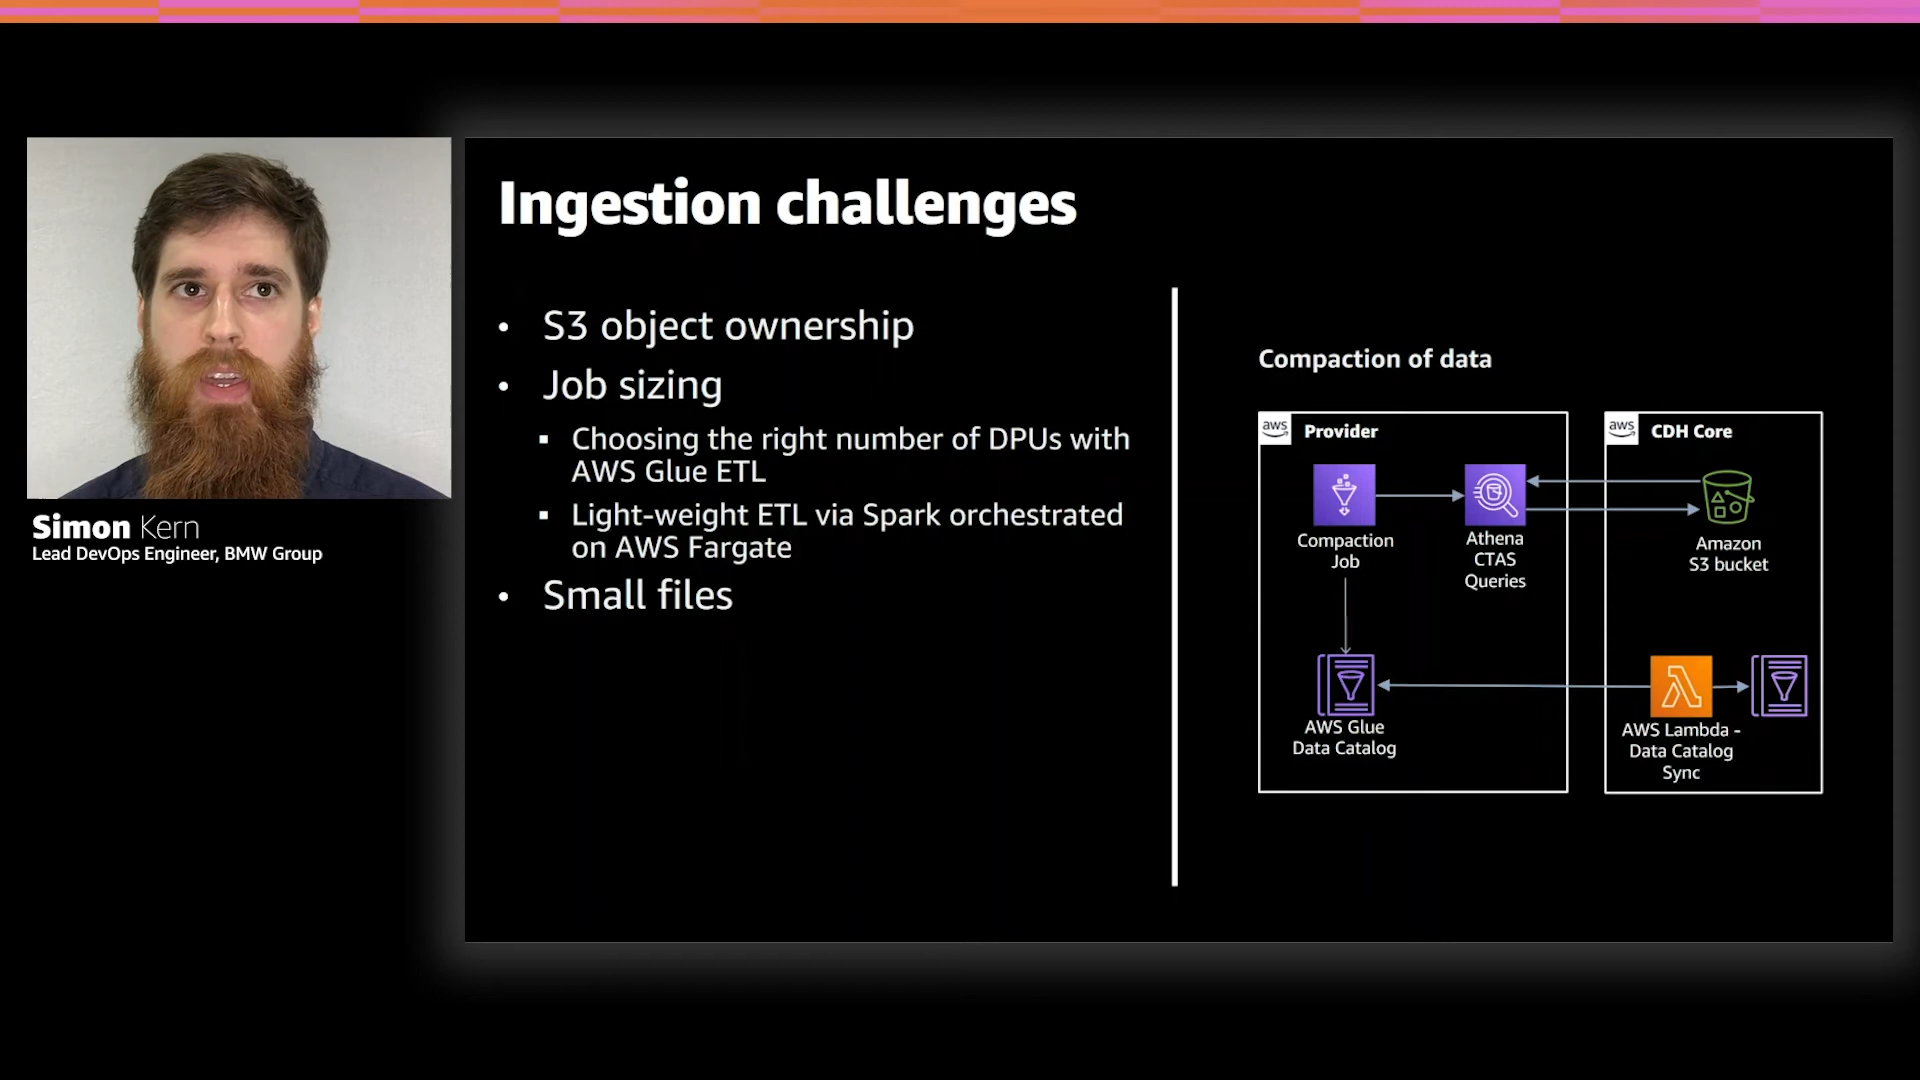 Ingestion challenges
• S3 object ownership
• Job sizing
▪ Choosing the right number of DPUs with
AWS Glue ETL
▪ Light-weight ETL via Spark orchestrated
on AWS Fargate
• Small files
Simon Kern
Lead DevOps Engineer, BMW Group
Compaction of data
aws Provider
Compaction
Job
Athena
CTAS
Queries
AWS Glue
Data Catalog
aws CDH Core
Amazon
S3 bucket
AWS Lambda -
Data Catalog
Sync